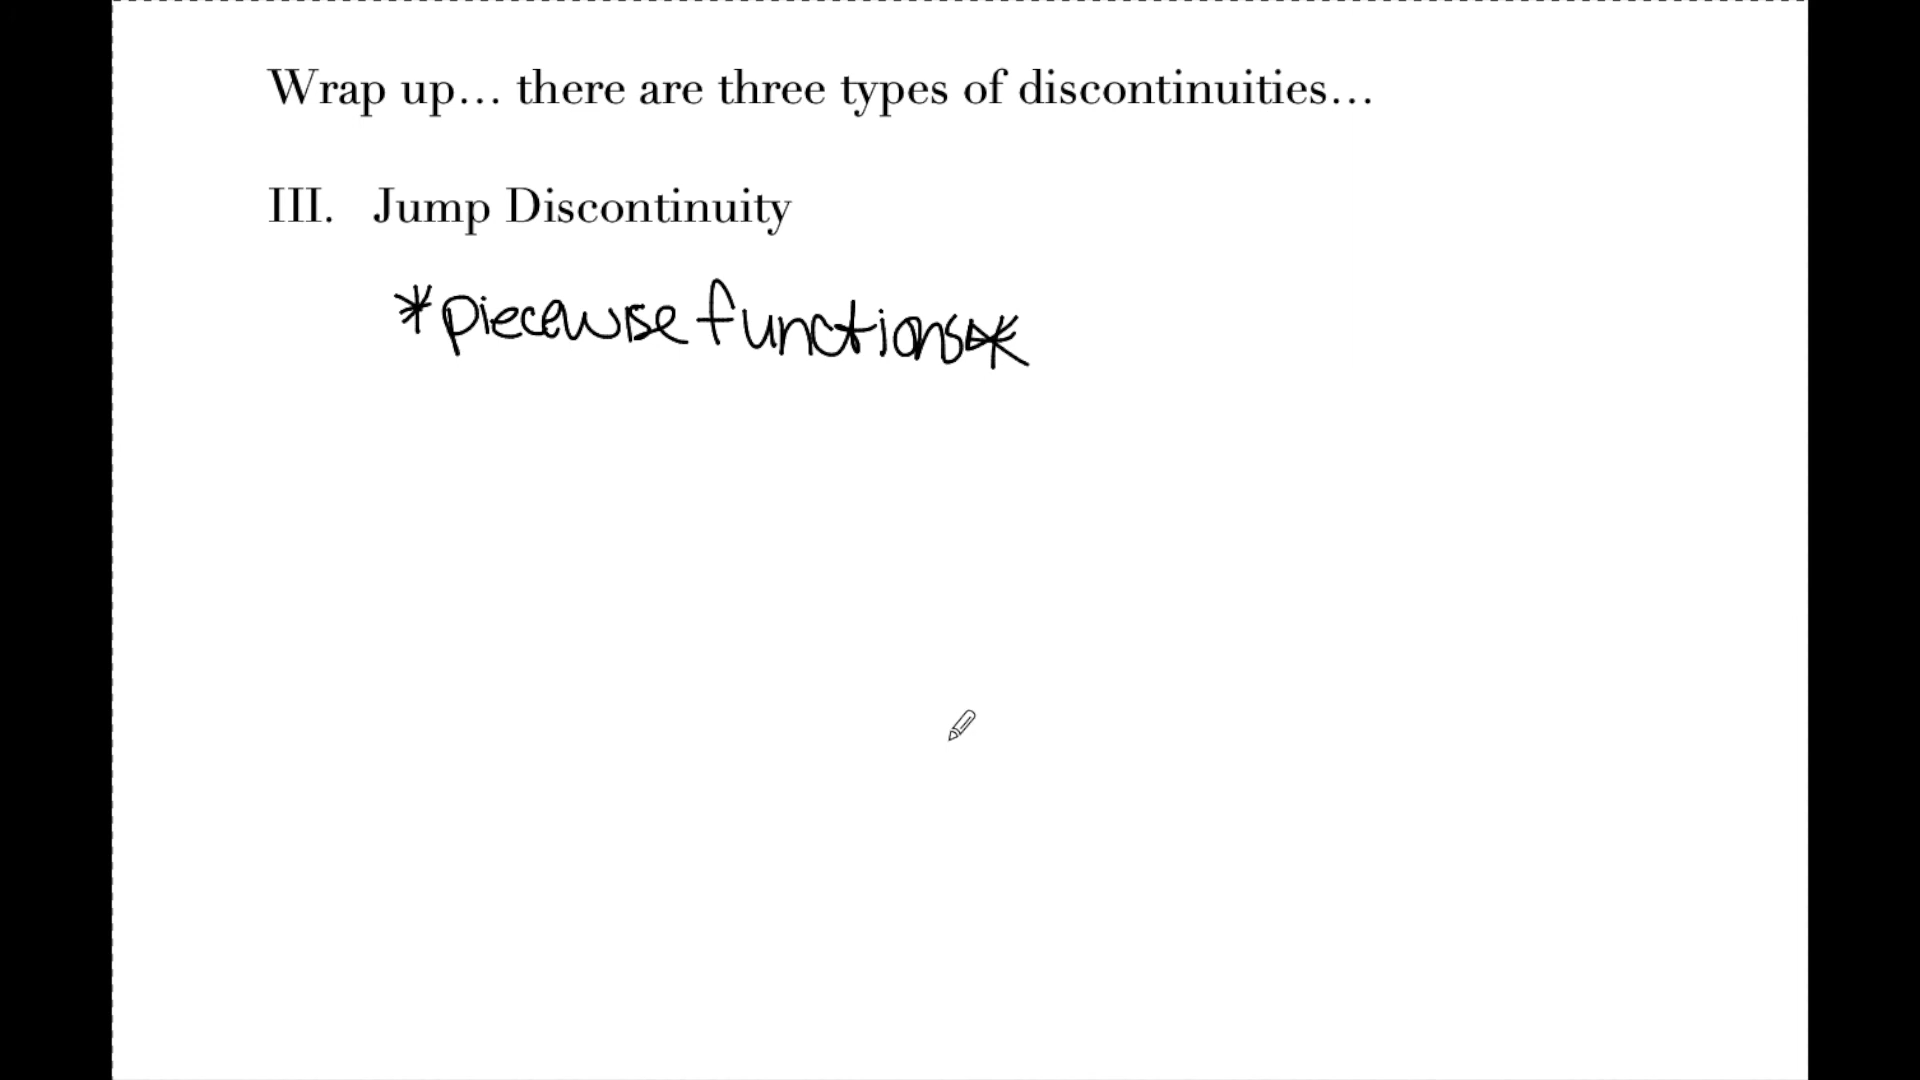 Wrap up... there are three types of discontinuities...
III. Jump Discontinuity
*piecewise functions*